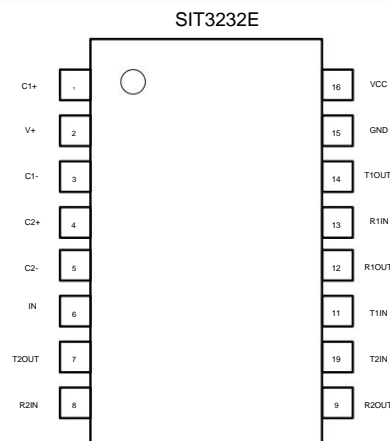 SIT3232E
C1+ 1 16 VCC
V+ 2 15 GND
C1- 3 14 T1OUT
C2+ 4 13 R1IN
C2- 5 12 R1OUT
IN 6 11 T1IN
T2OUT 7 19 T2IN
R2IN 8 9 R2OUT